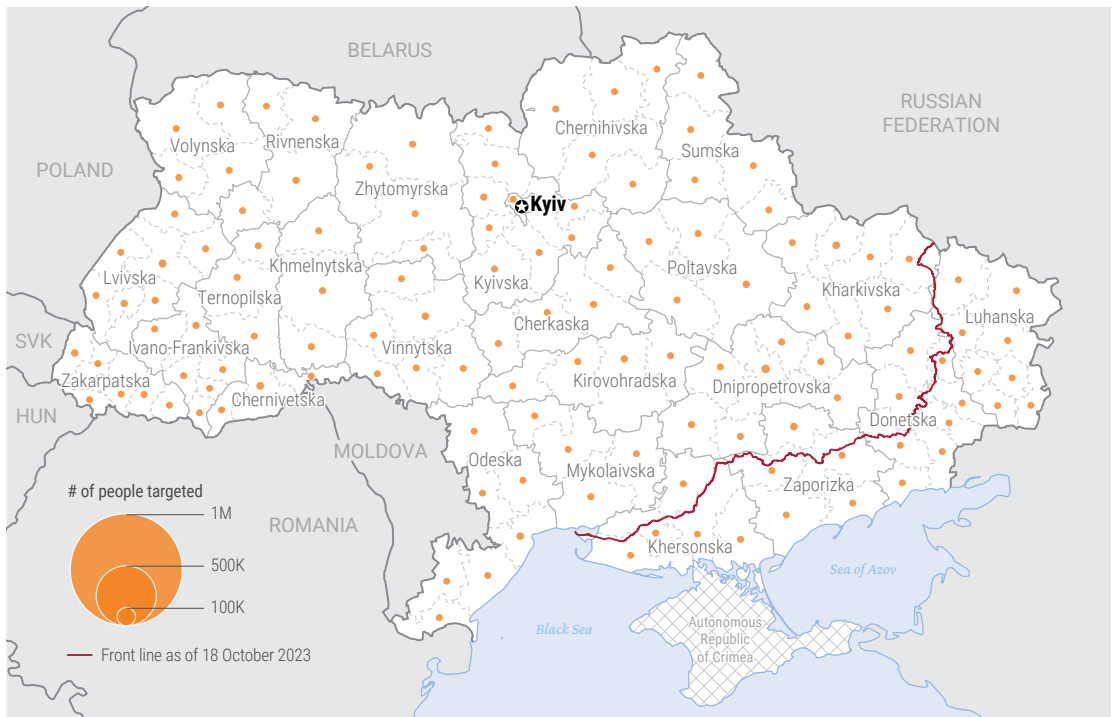 BELARUS
RUSSIAN
FEDERATION
POLAND
Volynska
Rivnenska
Chernihivska
Sumska
Zhytomyrska
Kyiv
Lvivska
Khmelnytska
Ternopilska
Kyivska
Poltavska
Kharkivska
Luhanska
Cherkaska
SVK
Ivano-Frankivska
Vinnytska
Zakarpatska
Chernivetska
Kirovohradska
Dnipropetrovska
HUN
Donetska
MOLDOVA
Odeska
Mykolaivska
Zaporizka
ROMANIA
Khersonska
Sea of Azov
Black Sea
Autonomous
Republic
of Crimea
# of people targeted
1M
500K
100K
Front line as of 18 October 2023